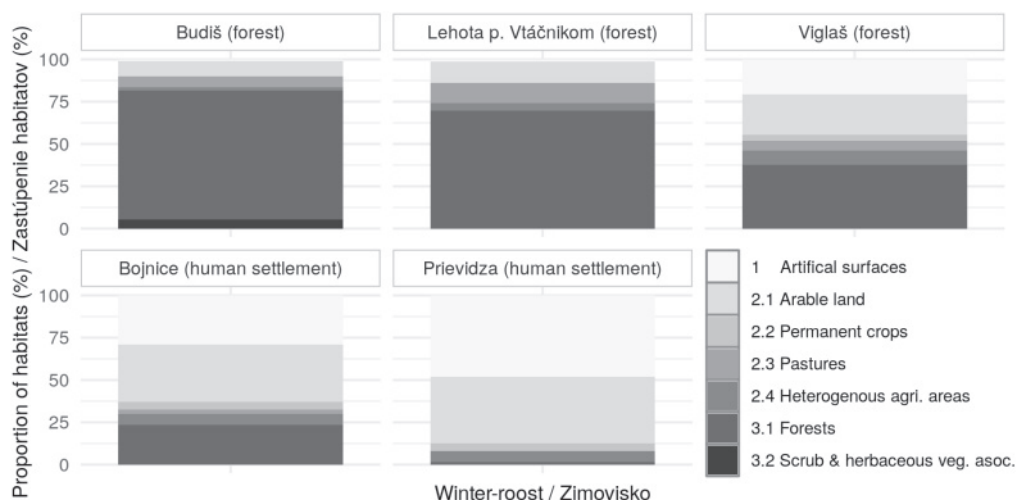 Proportion of habitats (%) / Zastúpenie habitatov (%)
Budiš (forest)
Lehota p. Vtáčnikom (forest)
Viglaš (forest)
100
75
50
25
0
Bojnice (human settlement)
Prievidza (human settlement)
100
75
50
25
0
1 Artifical surfaces
2.1 Arable land
2.2 Permanent crops
2.3 Pastures
2.4 Heterogenous agri. areas
3.1 Forests
3.2 Scrub & herbaceous veg. asoc.
Winter-roost / Zimovisko